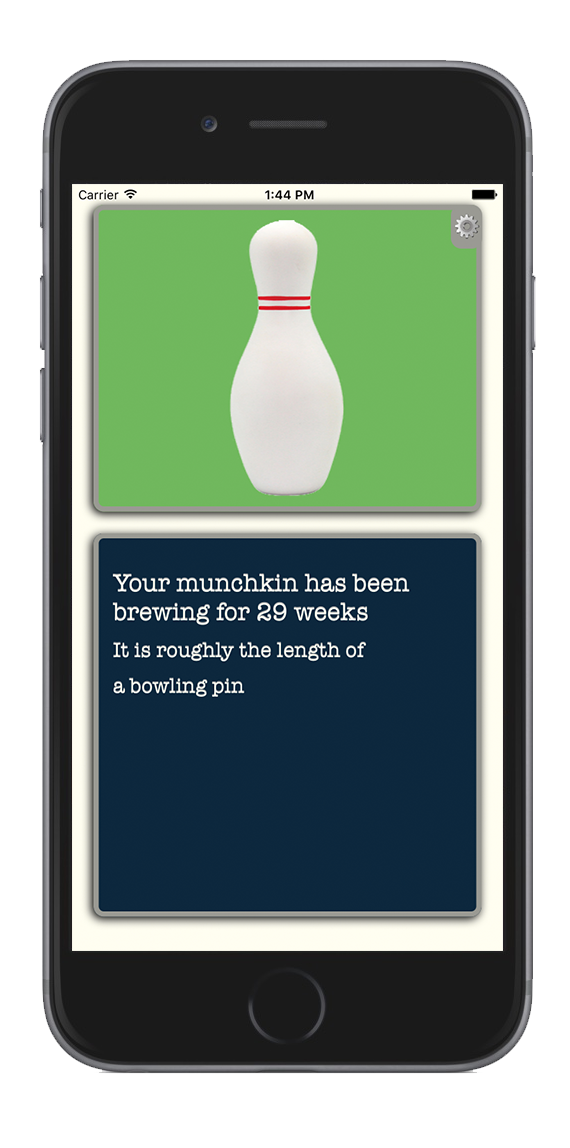 Carrier 1:44 PM
Your munchkin has been
brewing for 29 weeks
It is roughly the length of
a bowling pin